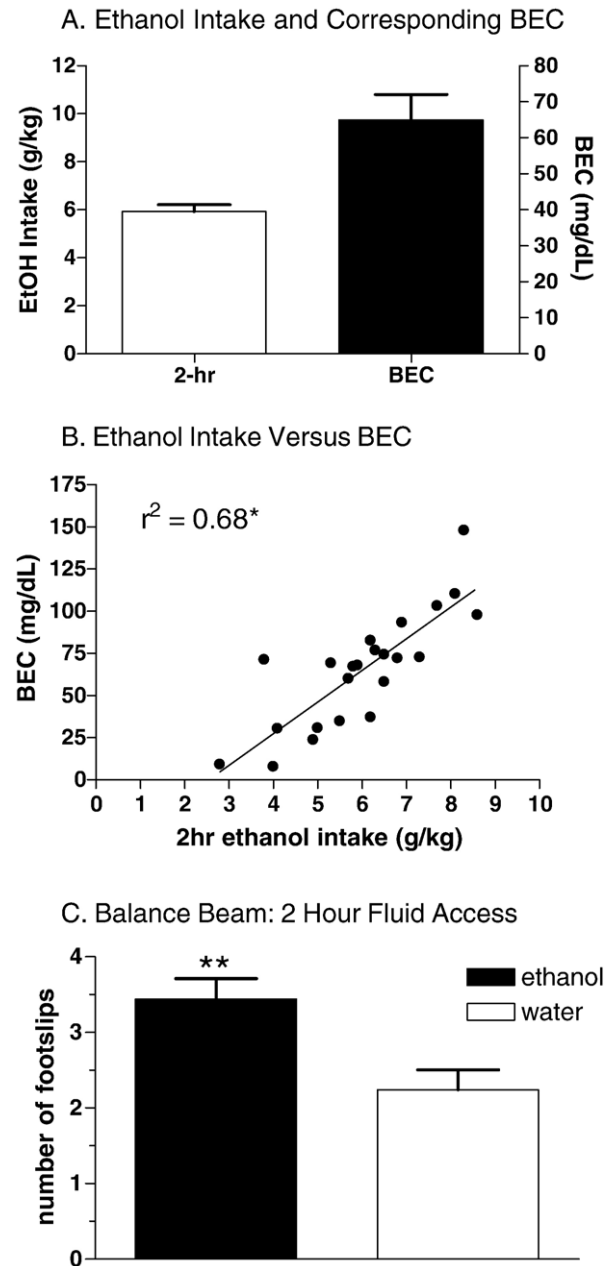 A. Ethanol Intake and Corresponding BEC
12
10
8
6
4
2
0
EtOH Intake (g/kg)
80
70
60
50
40
30
20
10
0
BEC (mg/dL)
2-hr BEC
B. Ethanol Intake Versus BEC
175
150
125
100
75
50
25
0
BEC (mg/dL)
r² = 0.68*
0 1 2 3 4 5 6 7 8 9 10
2hr ethanol intake (g/kg)
C. Balance Beam: 2 Hour Fluid Access
4
3
2
1
0
number of footslips
**
ethanol
water